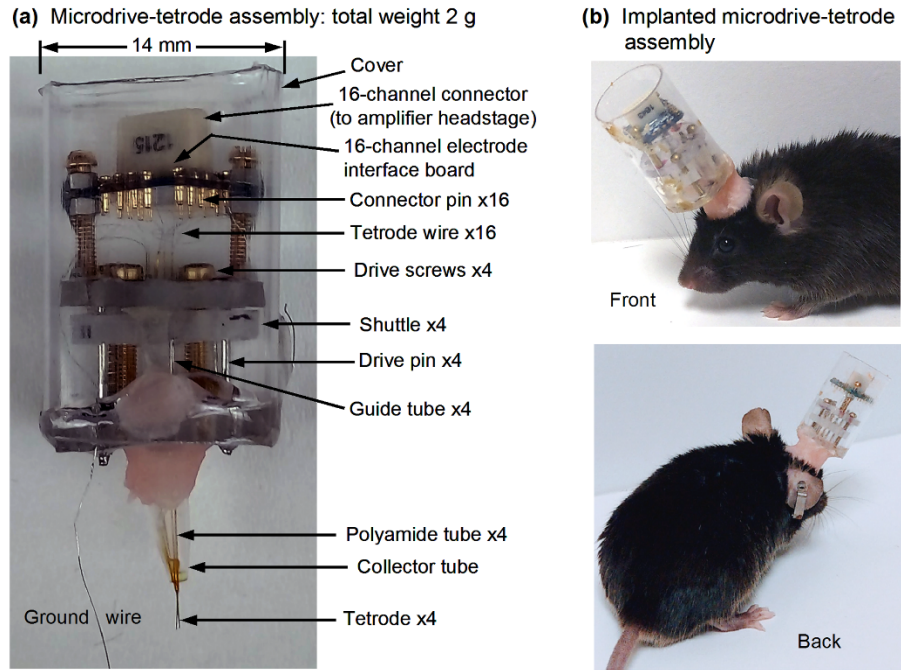 (a) Microdrive-tetrode assembly: total weight 2 g
14 mm
Cover
16-channel connector
(to amplifier headstage)
16-channel electrode
interface board
Connector pin x16
Tetrode wire x16
Drive screws x4
Shuttle x4
Drive pin x4
Guide tube x4
Polyamide tube x4
Collector tube
Tetrode x4
Ground wire
215
(b) Implanted microdrive-tetrode
assembly
Front
Back